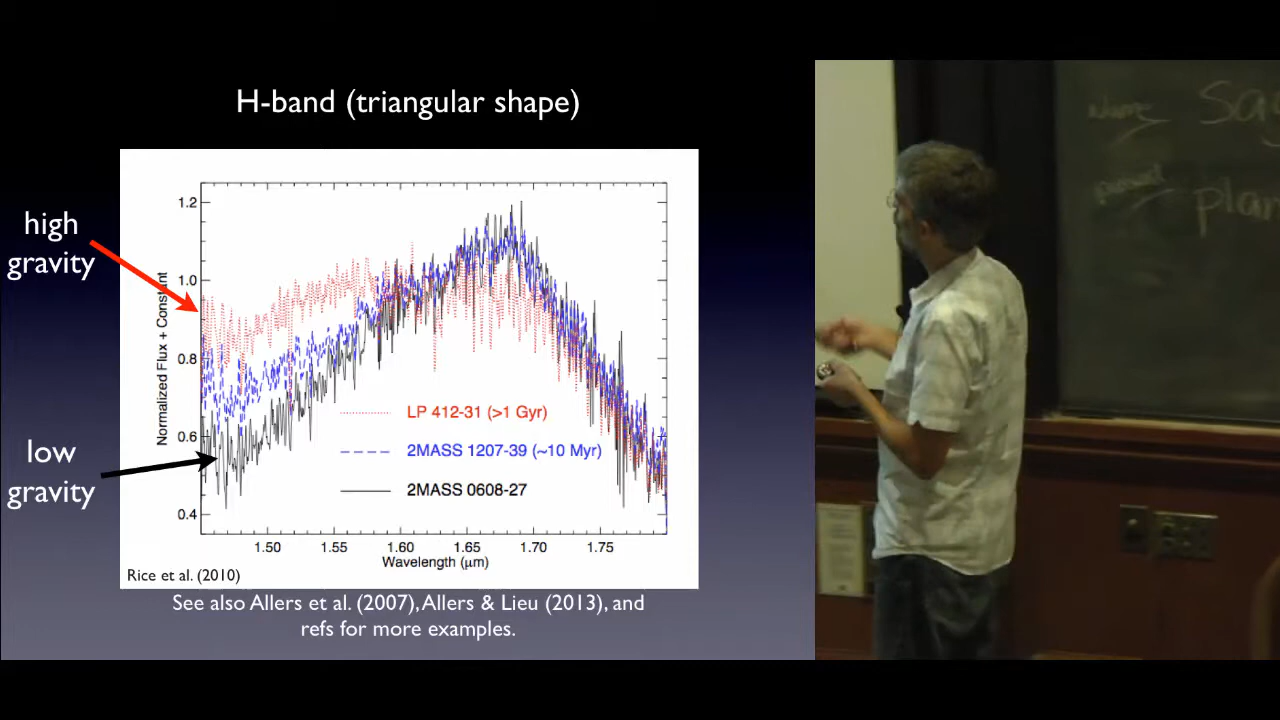 H-band (triangular shape)
high
gravity
low
gravity
1.2
1.0
0.8
0.6
0.4
Normalized Flux + Constant
LP 412-31 (>1 Gyr)
2MASS 1207-39 (~10 Myr)
2MASS 0608-27
1.50 1.55 1.60 1.65 1.70 1.75
Wavelength (μm)
Rice et al. (2010)
See also Allers et al. (2007), Allers & Lieu (2013), and
refs for more examples.
Name
plan